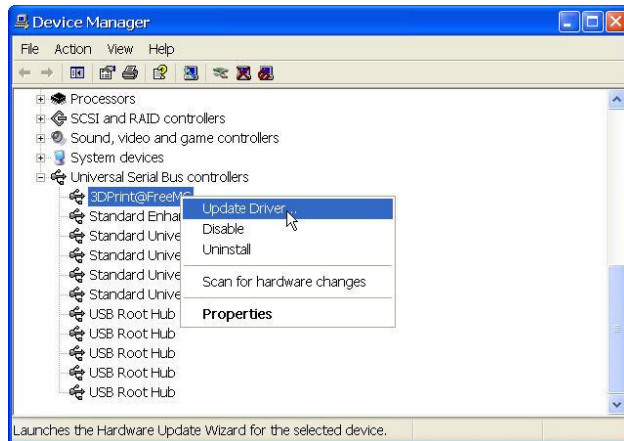 Device Manager
File Action View Help
Processors
SCSI and RAID controllers
Sound, video and game controllers
System devices
Universal Serial Bus controllers
3DPrint@FreeMC
Update Driver...
Standard Enha
Disable
Standard Unive
Uninstall
Standard Unive
Standard Unive
Scan for hardware changes
Standard Unive
USB Root Hub
Properties
USB Root Hub
USB Root Hub
USB Root Hub
USB Root Hub
Launches the Hardware Update Wizard for the selected device.